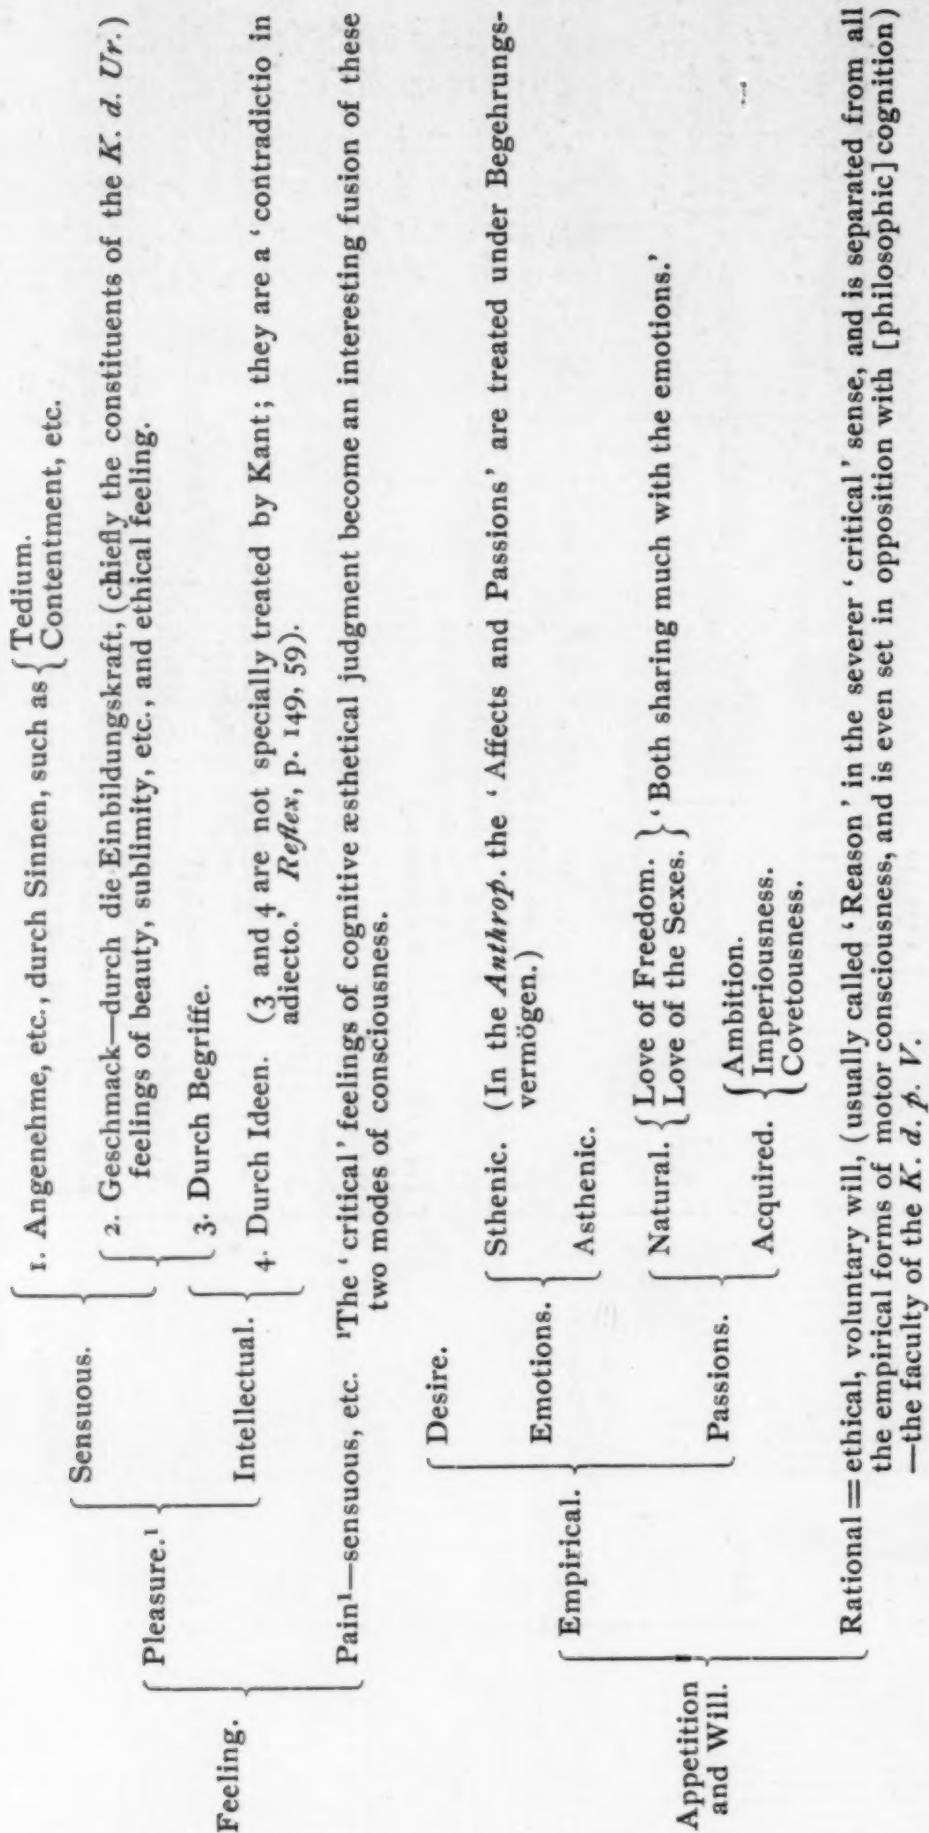 Feeling.
Pleasure.¹
Sensuous.
1. Angenehme, etc., durch Sinnen, such as
Tedium.
Contentment, etc.
2. Geschmack—durch die Einbildungskraft, (chiefly the constituents of the K. d. Ur.)
feelings of beauty, sublimity, etc., and ethical feeling.
Intellectual.
3. Durch Begriffe.
4. Durch Ideen. (3 and 4 are not specially treated by Kant; they are a ‘contradictio in
adiecto.’ Reflex, p. 149, 59).
Pain¹—sensuous, etc. ¹The ‘critical’ feelings of cognitive æsthetical judgment become an interesting fusion of these
two modes of consciousness.
Appetition
and Will.
Empirical.
Desire.
Emotions.
Sthenic. (In the Anthrop. the ‘Affects and Passions’ are treated under Begehrungs-
vermögen.)
Asthenic.
Passions.
Natural.
Love of Freedom.
Love of the Sexes.
‘Both sharing much with the emotions.’
Acquired.
Ambition.
Imperiousness.
Covetousness.
Rational = ethical, voluntary will, (usually called ‘Reason’ in the severer ‘critical’ sense, and is separated from all
the empirical forms of motor consciousness, and is even set in opposition with [philosophic] cognition)
—the faculty of the K. d. p. V.